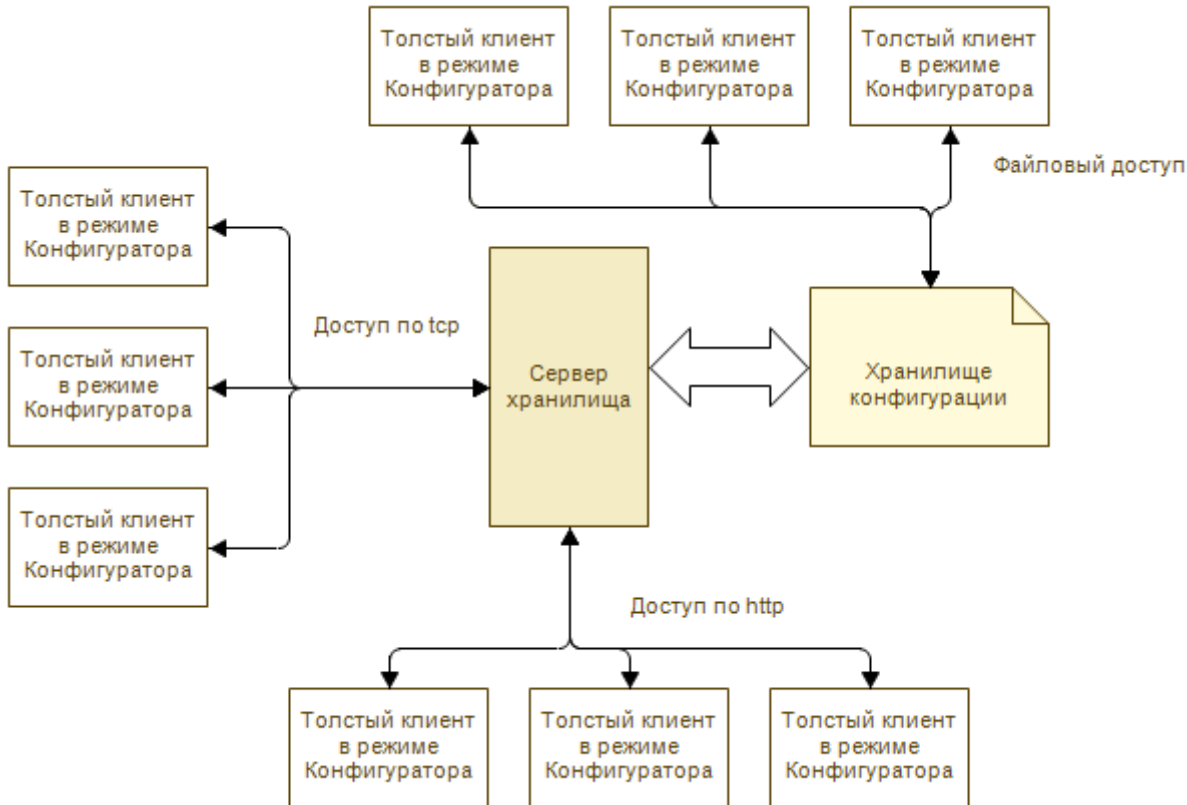 Толстый клиент
в режиме
Конфигуратора
Толстый клиент
в режиме
Конфигуратора
Толстый клиент
в режиме
Конфигуратора
Файловый доступ
Толстый клиент
в режиме
Конфигуратора
Доступ по tcp
Толстый клиент
в режиме
Конфигуратора
Сервер
хранилища
Хранилище
конфигурации
Толстый клиент
в режиме
Конфигуратора
Доступ по http
Толстый клиент
в режиме
Конфигуратора
Толстый клиент
в режиме
Конфигуратора
Толстый клиент
в режиме
Конфигуратора